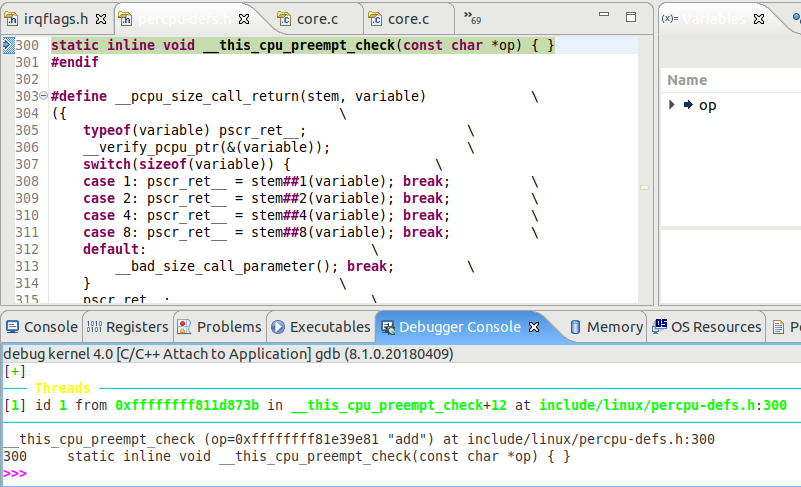 irqflags.h percpu-defs.h core.c core.c »69
(x)= Variables
300 static inline void __this_cpu_preempt_check(const char *op) { }
301 #endif
302
303 #define __pcpu_size_call_return(stem, variable) \
304 ({ \
305 typeof(variable) pscr_ret__; \
306 __verify_pcpu_ptr(&(variable)); \
307 switch(sizeof(variable)) { \
308 case 1: pscr_ret__ = stem##1(variable); break; \
309 case 2: pscr_ret__ = stem##2(variable); break; \
310 case 4: pscr_ret__ = stem##4(variable); break; \
311 case 8: pscr_ret__ = stem##8(variable); break; \
312 default: \
313 __bad_size_call_parameter(); break; \
314 } \
315 pscr_ret__; \
Name
op
Console Registers Problems Executables Debugger Console Memory OS Resources
debug kernel 4.0 [C/C++ Attach to Application] gdb (8.1.0.20180409)
[+]
Threads
[1] id 1 from 0xffffffff811d873b in __this_cpu_preempt_check+12 at include/linux/percpu-defs.h:300
__this_cpu_preempt_check (op=0xffffffff81e39e81 "add") at include/linux/percpu-defs.h:300
300 static inline void __this_cpu_preempt_check(const char *op) { }
>>>